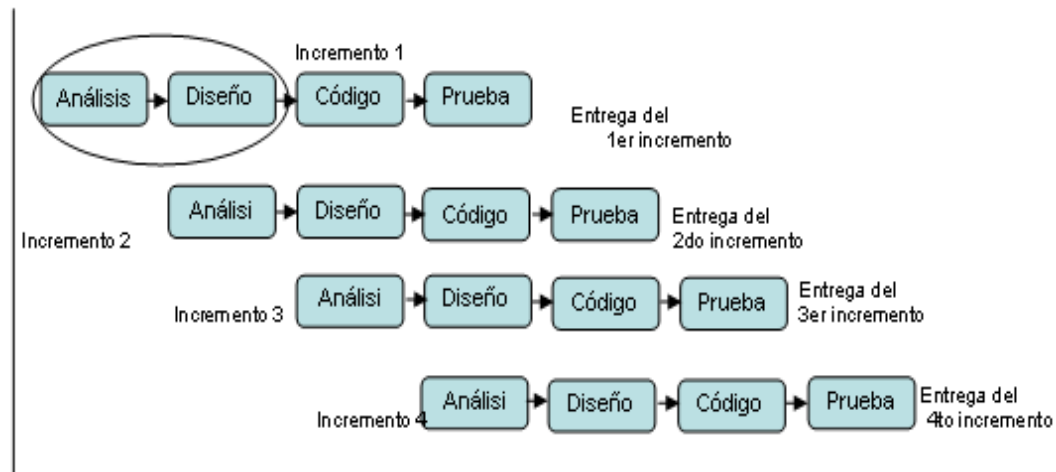 Incremento 1
Análisis Diseño Código Prueba
Entrega del
1er incremento
Análisi Diseño Código Prueba
Entrega del
2do incremento
Incremento 2
Análisi Diseño Código Prueba
Entrega del
3er incremento
Incremento 3
Análisi Diseño Código Prueba
Entrega del
4to incremento
Incremento 4